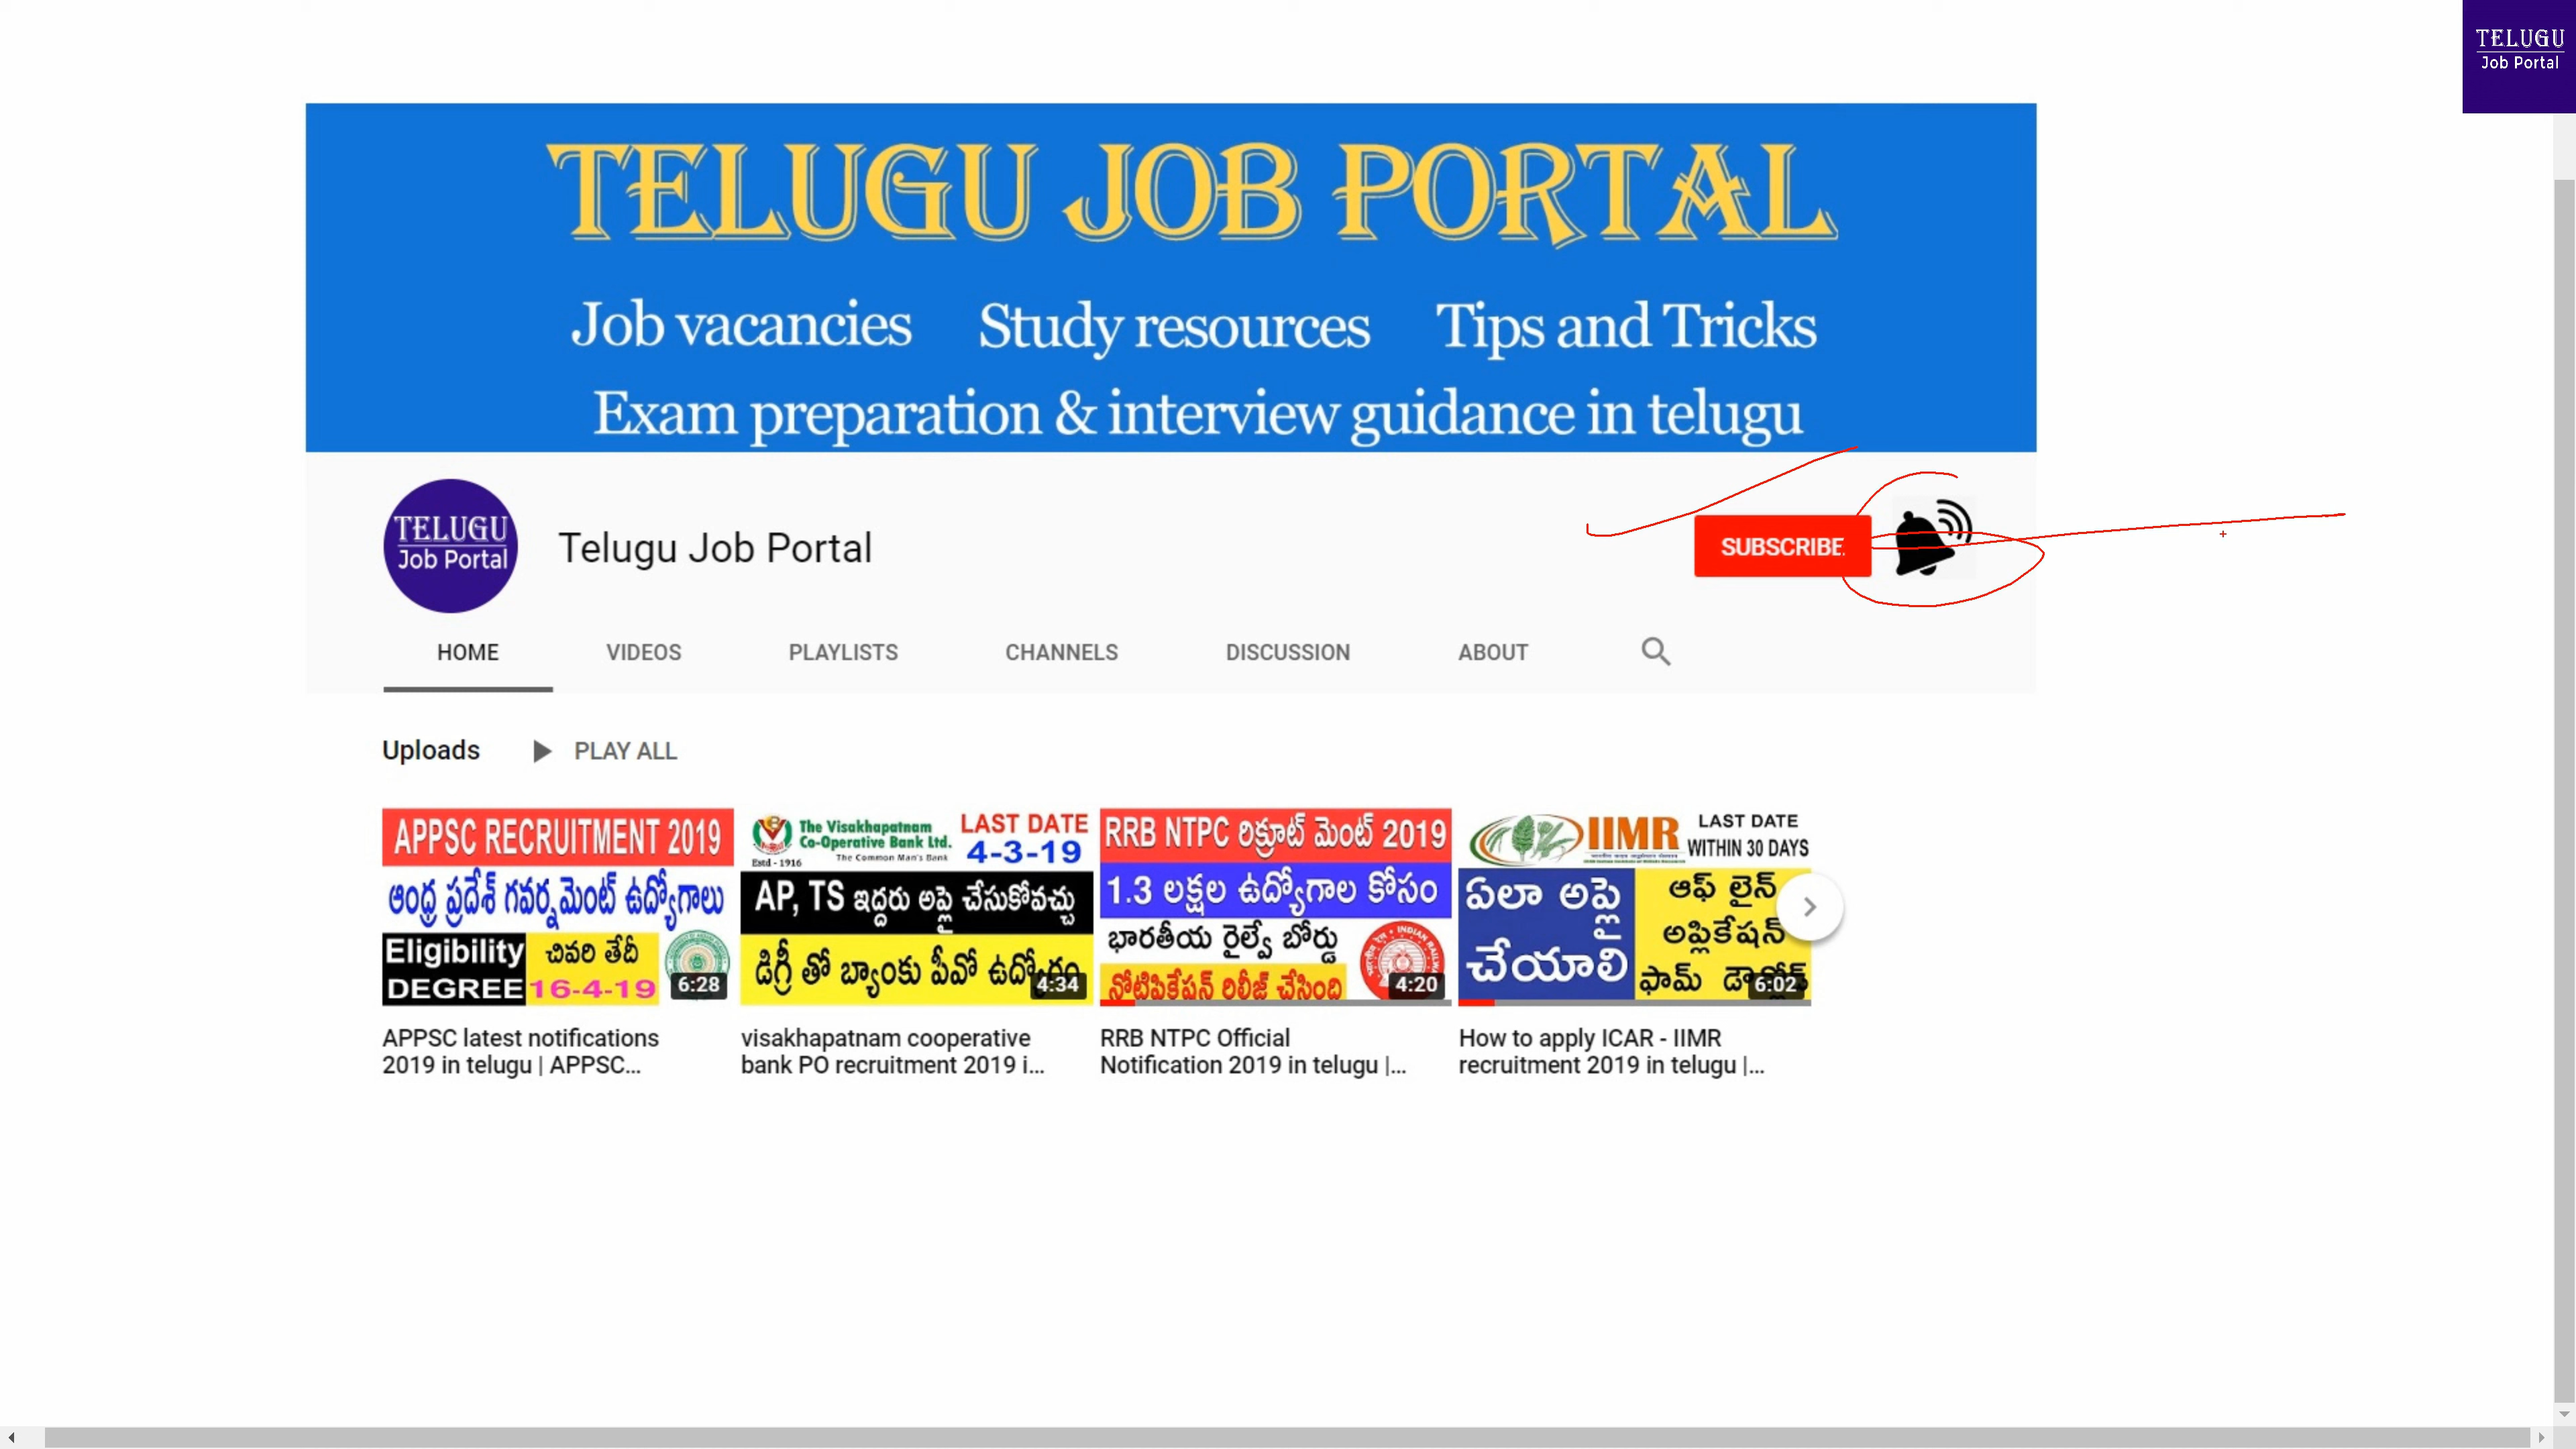 TELUGU
Job Portal
TELUGU JOB PORTAL
Job vacancies Study resources Tips and Tricks
Exam preparation & interview guidance in telugu
TELUGU
Job Portal
Telugu Job Portal
SUBSCRIBE
HOME VIDEOS PLAYLISTS CHANNELS DISCUSSION ABOUT
Uploads PLAY ALL
APPSC RECRUITMENT 2019
ఆంధ్ర ప్రదేశ్ గవర్నమెంట్ ఉద్యోగాలు
Eligibility చివరి తేదీ
DEGREE 16-4-19
6:28
The Visakhapatnam LAST DATE
Co-Operative Bank Ltd. 4-3-19
Estd - 1916 The Common Man's Bank
AP, TS ఇద్దరు అప్లై చేసుకోవచ్చు
డిగ్రీ తో బ్యాంకు పీవో ఉద్యోగం
4:34
RRB NTPC రిక్రూట్ మెంట్ 2019
1.3 లక్షల ఉద్యోగాల కోసం
భారతీయ రైల్వే బోర్డు
నోటిఫికేషన్ రిలీజ్ చేసింది
4:20
IIMR LAST DATE
WITHIN 30 DAYS
ఏలా అప్లై
చేయాలి
ఆఫ్ లైన్
అప్లికేషన్
ఫామ్
6:02
APPSC latest notifications
2019 in telugu | APPSC...
visakhapatnam cooperative
bank PO recruitment 2019 i...
RRB NTPC Official
Notification 2019 in telugu |...
How to apply ICAR - IIMR
recruitment 2019 in telugu |...